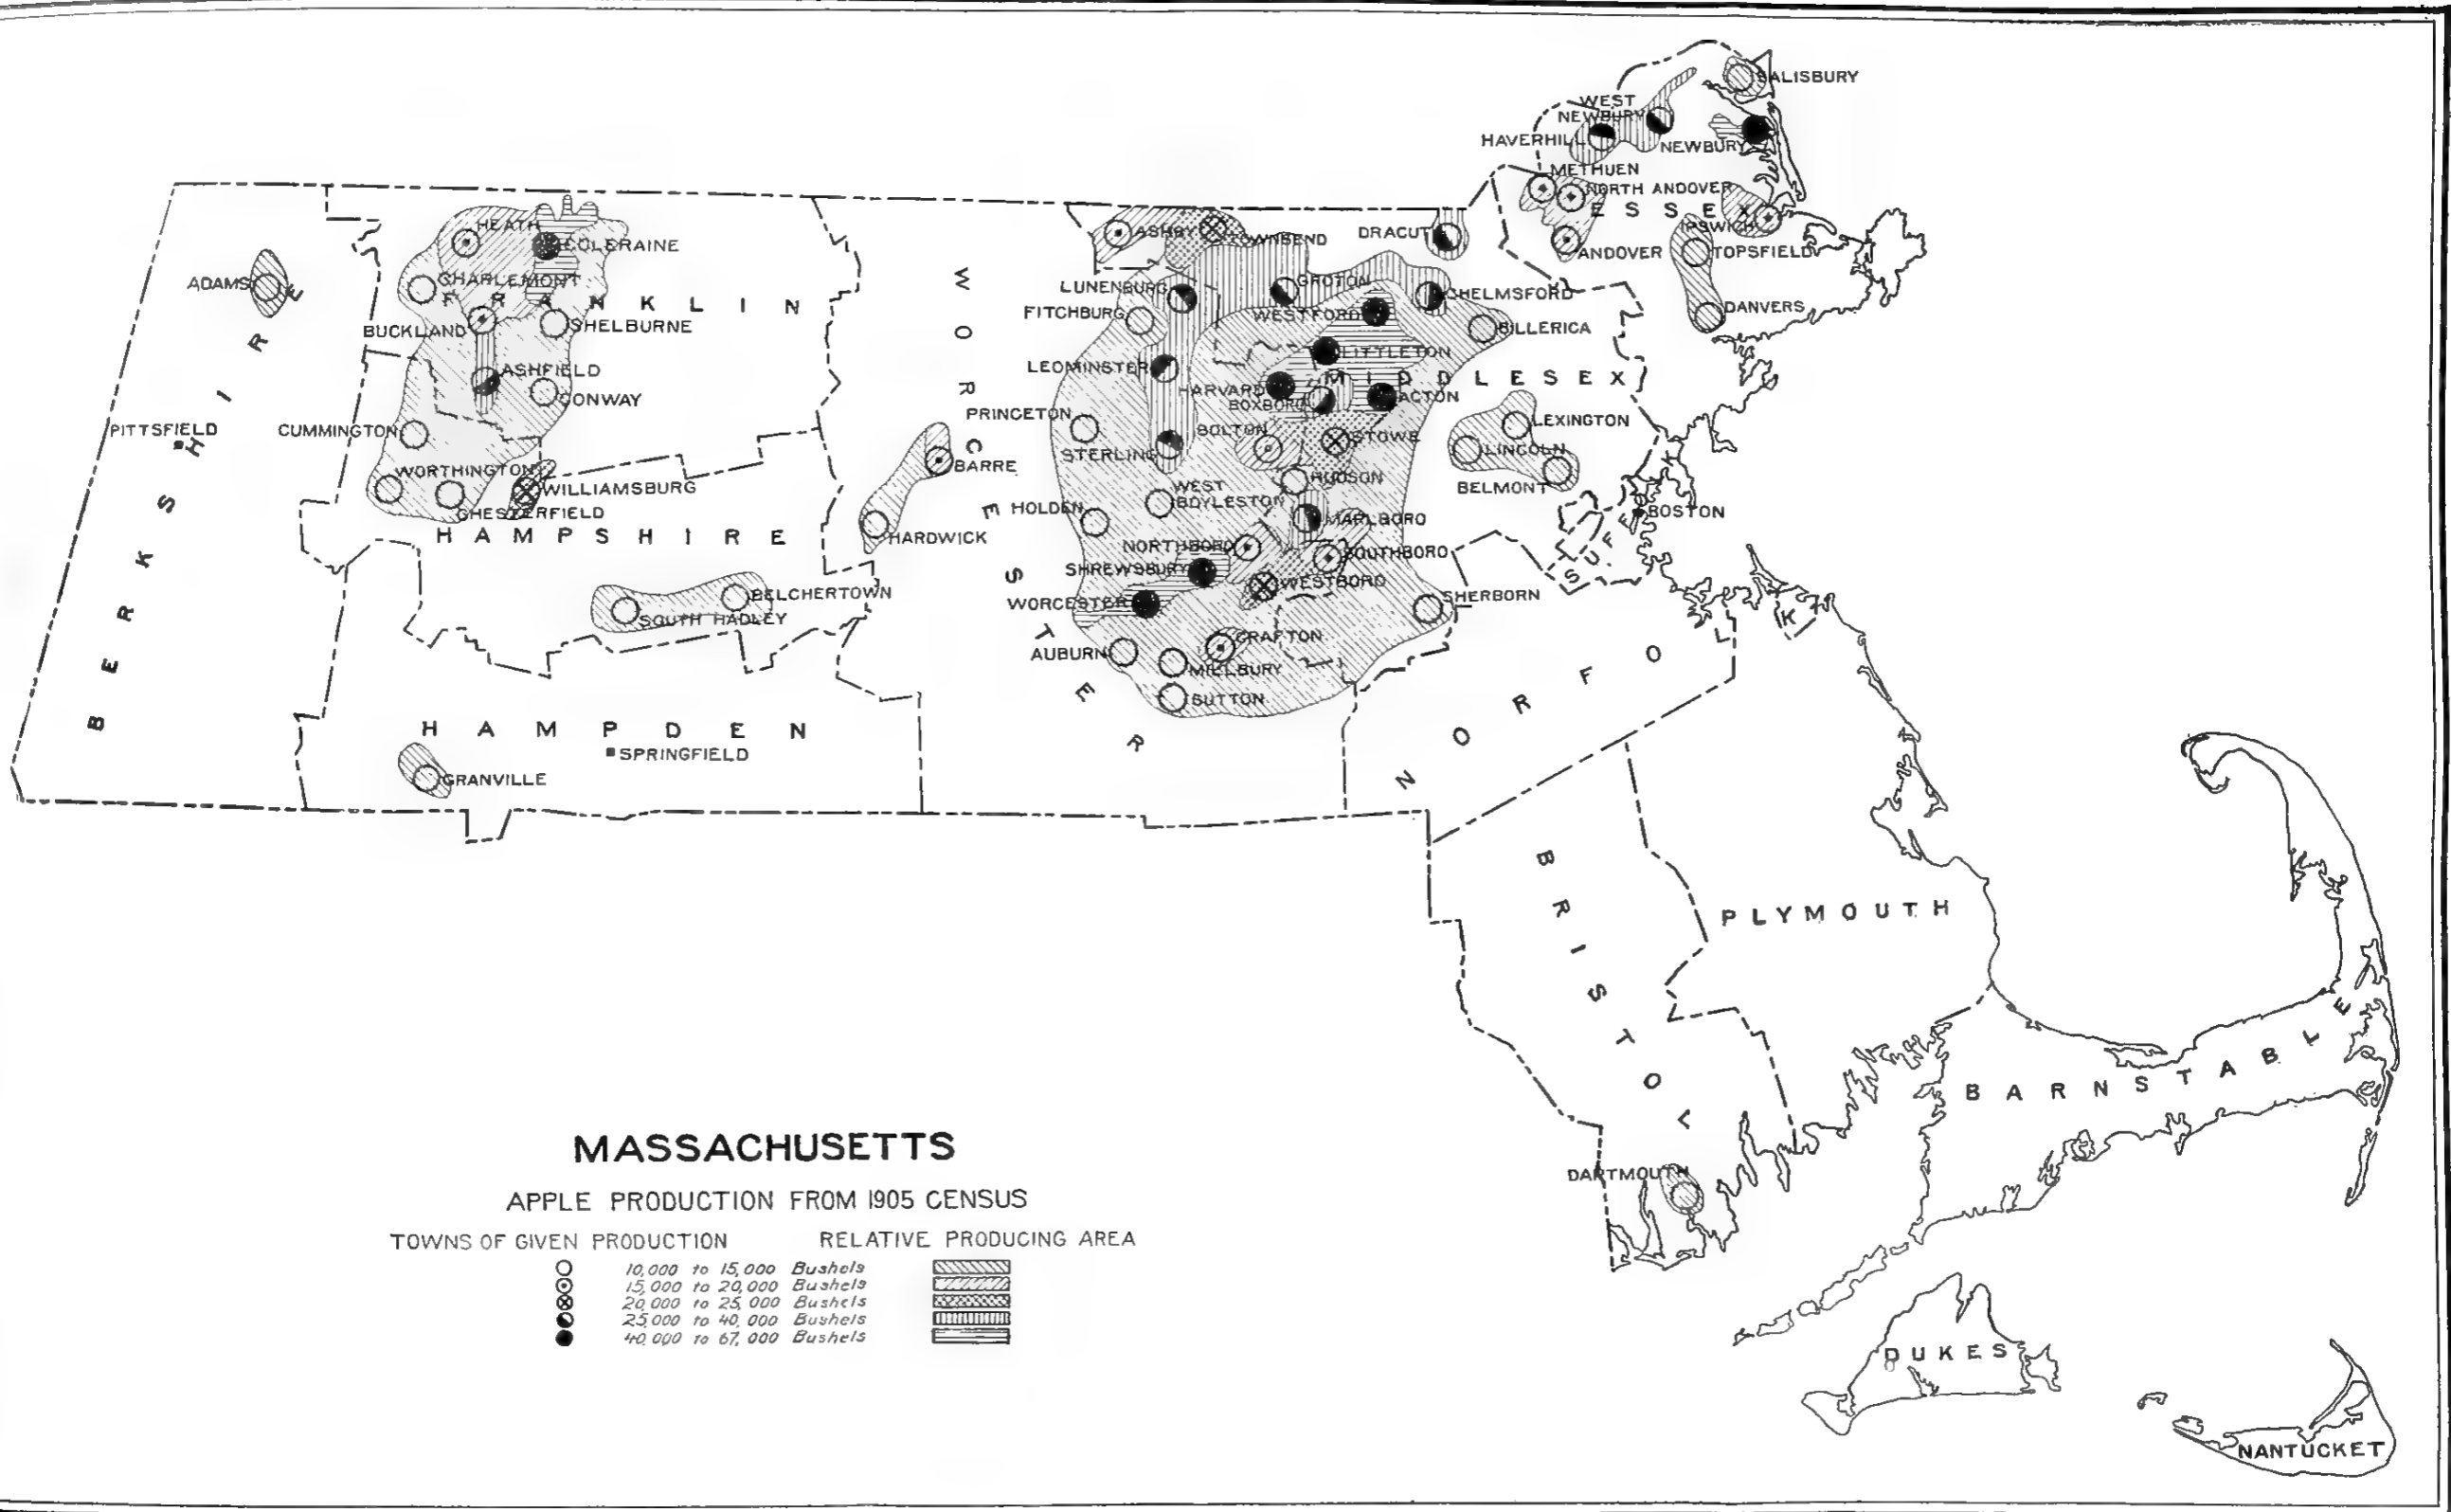 SALISBURY
WEST
NEWBURY
HAVERHILL
NEWBURY
METHUEN
NORTH ANDOVER
ESSEX
IPSWICH
ANDOVER
TOPSFIELD
DANVERS
HEATH
COLERAINE
ADAMS
CHARLEMONT
FRANKLIN
BUCKLAND
SHELBURNE
ASHFIELD
CONWAY
PITTSFIELD
CUMMINGTON
WORTHINGTON
WILLIAMSBURG
CHESTERFIELD
HAMPSHIRE
BERKSHIRE
BELCHERTOWN
SOUTH HADLEY
HAMPDEN
SPRINGFIELD
GRANVILLE
WORCESTER
BARRE
HARDWICK
ASHBY
TOWNSEND
DRACUT
LUNENBURG
GROTON
CHELMSFORD
FITCHBURG
WESTFORD
BILLERICA
LITTLETON
LEOMINSTER
MIDDLESEX
HARVARD
BOXBORO
ACTON
PRINCETON
BOLTON
STOWE
LEXINGTON
STERLING
LINCOLN
BELMONT
HUDSON
WEST
BOYLESTON
HOLDEN
MARLBORO
BOSTON
SUFFOLK
NORTHBORO
SOUTHBORO
SHREWSBURY
WESTBORO
WORCESTER
SHERBORN
GRAFTON
AUBURN
MILLBURY
SUTTON
NORFOLK
BRISTOL
PLYMOUTH
BARNSTABLE
DARTMOUTH
DUKES
NANTUCKET
MASSACHUSETTS
APPLE PRODUCTION FROM 1905 CENSUS
TOWNS OF GIVEN PRODUCTION RELATIVE PRODUCING AREA
10,000 to 15,000 Bushels
15,000 to 20,000 Bushels
20,000 to 25,000 Bushels
25,000 to 40,000 Bushels
40,000 to 67,000 Bushels